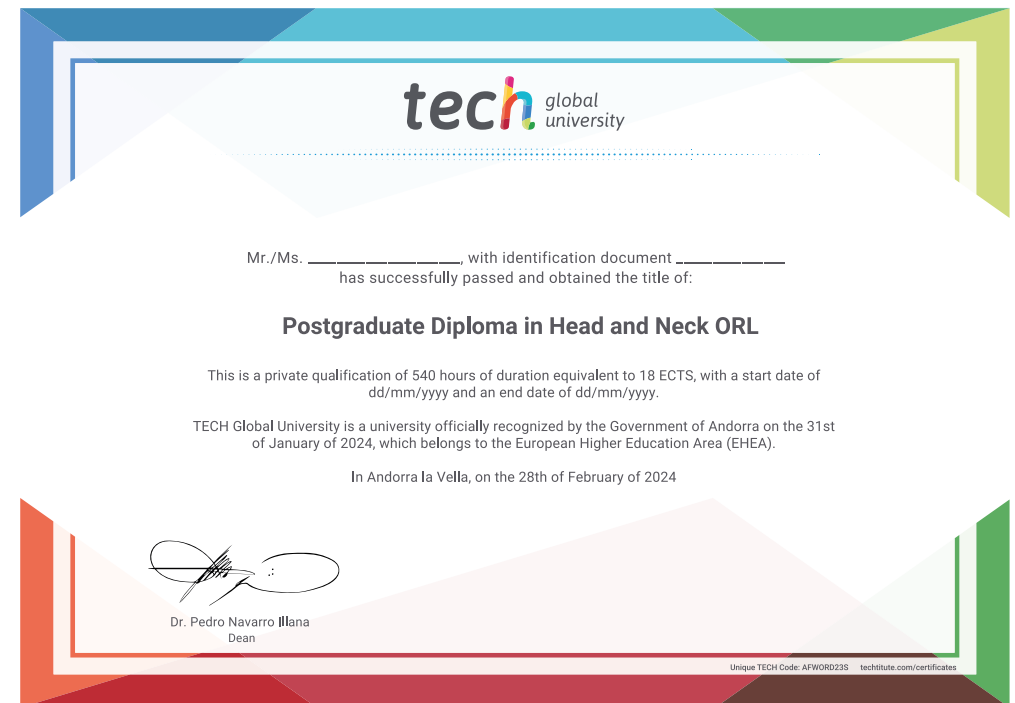 tech global university
Mr./Ms. __________________, with identification document _____________
has successfully passed and obtained the title of:
Postgraduate Diploma in Head and Neck ORL
This is a private qualification of 540 hours of duration equivalent to 18 ECTS, with a start date of
dd/mm/yyyy and an end date of dd/mm/yyyy.
TECH Global University is a university officially recognized by the Government of Andorra on the 31st
of January of 2024, which belongs to the European Higher Education Area (EHEA).
In Andorra la Vella, on the 28th of February of 2024
Dr. Pedro Navarro Illana
Dean
Unique TECH Code: AFWORD23S techtitute.com/certificates